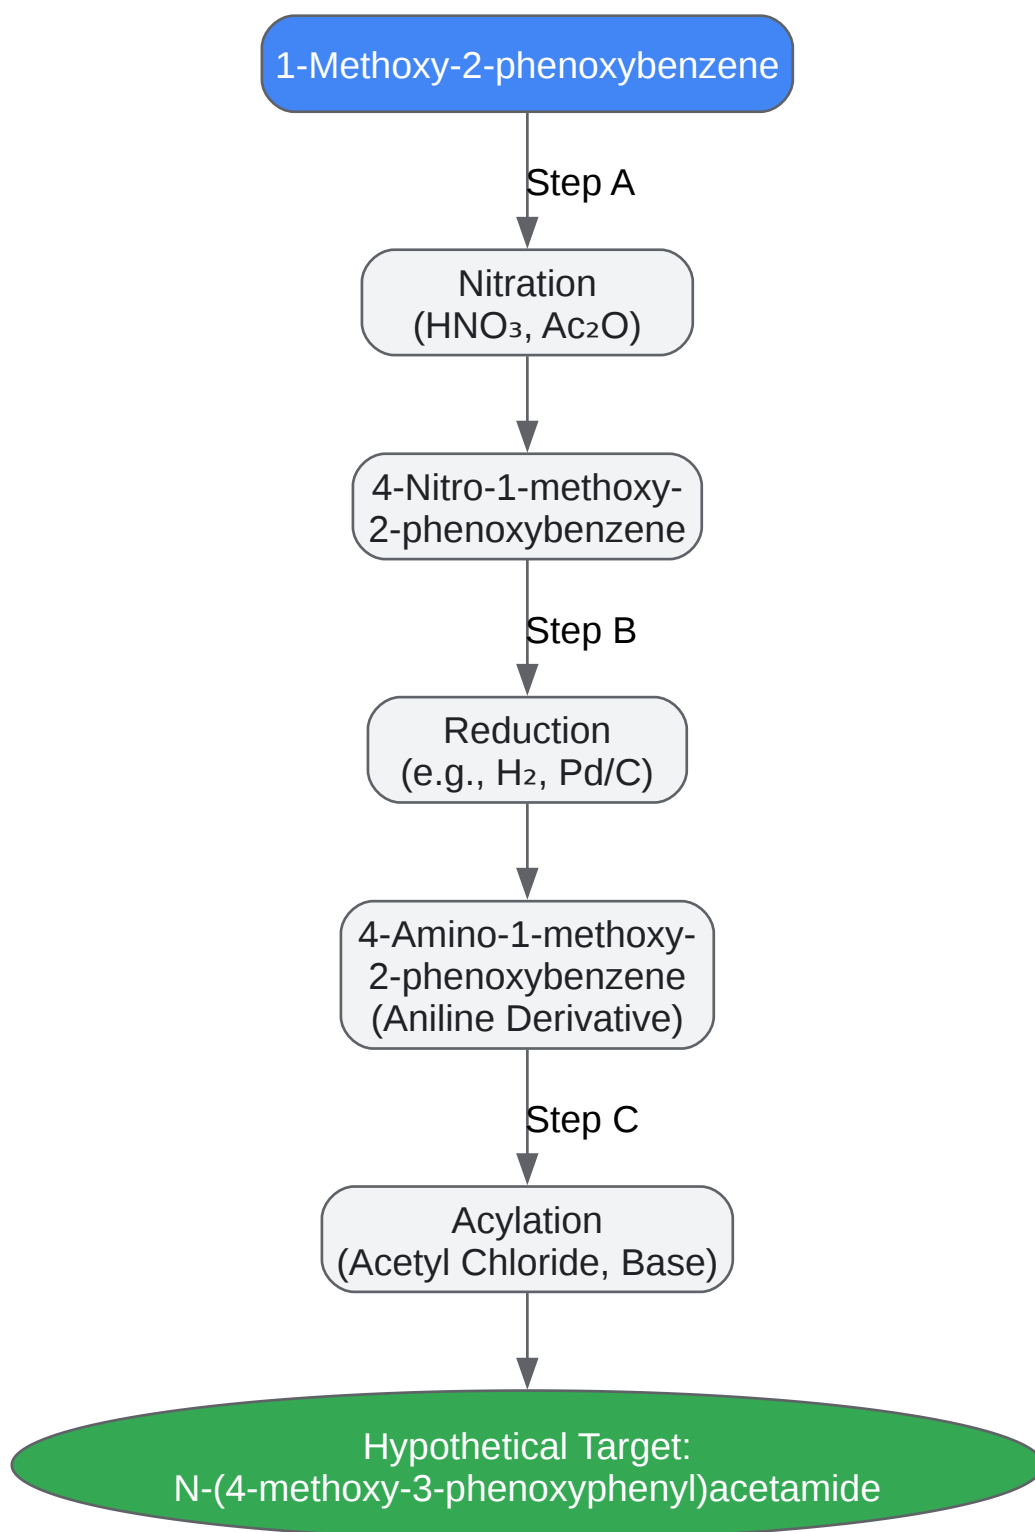 1-Methoxy-2-phenoxybenzene
Step A
Nitration
(HNO₃, Ac₂O)
4-Nitro-1-methoxy-
2-phenoxybenzene
Step B
Reduction
(e.g., H₂, Pd/C)
4-Amino-1-methoxy-
2-phenoxybenzene
(Aniline Derivative)
Step C
Acylation
(Acetyl Chloride, Base)
Hypothetical Target:
N-(4-methoxy-3-phenoxyphenyl)acetamide